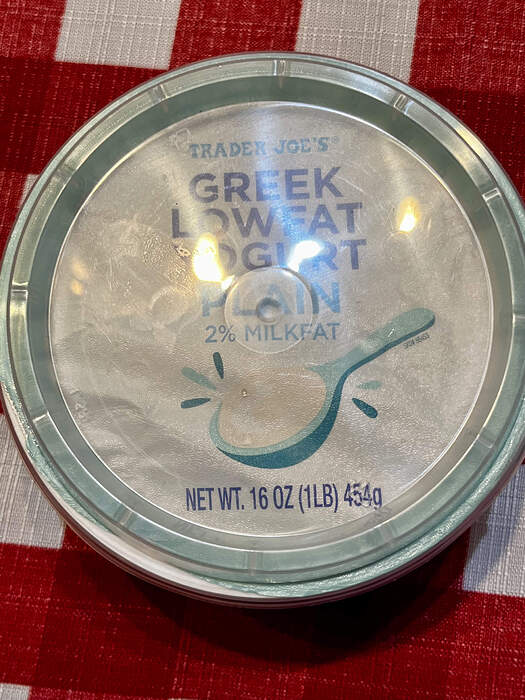 TRADER JOE'S®
GREEK
LOWFAT
YOGURT
PLAIN
2% MILKFAT
NET WT. 16 OZ (1LB) 454g